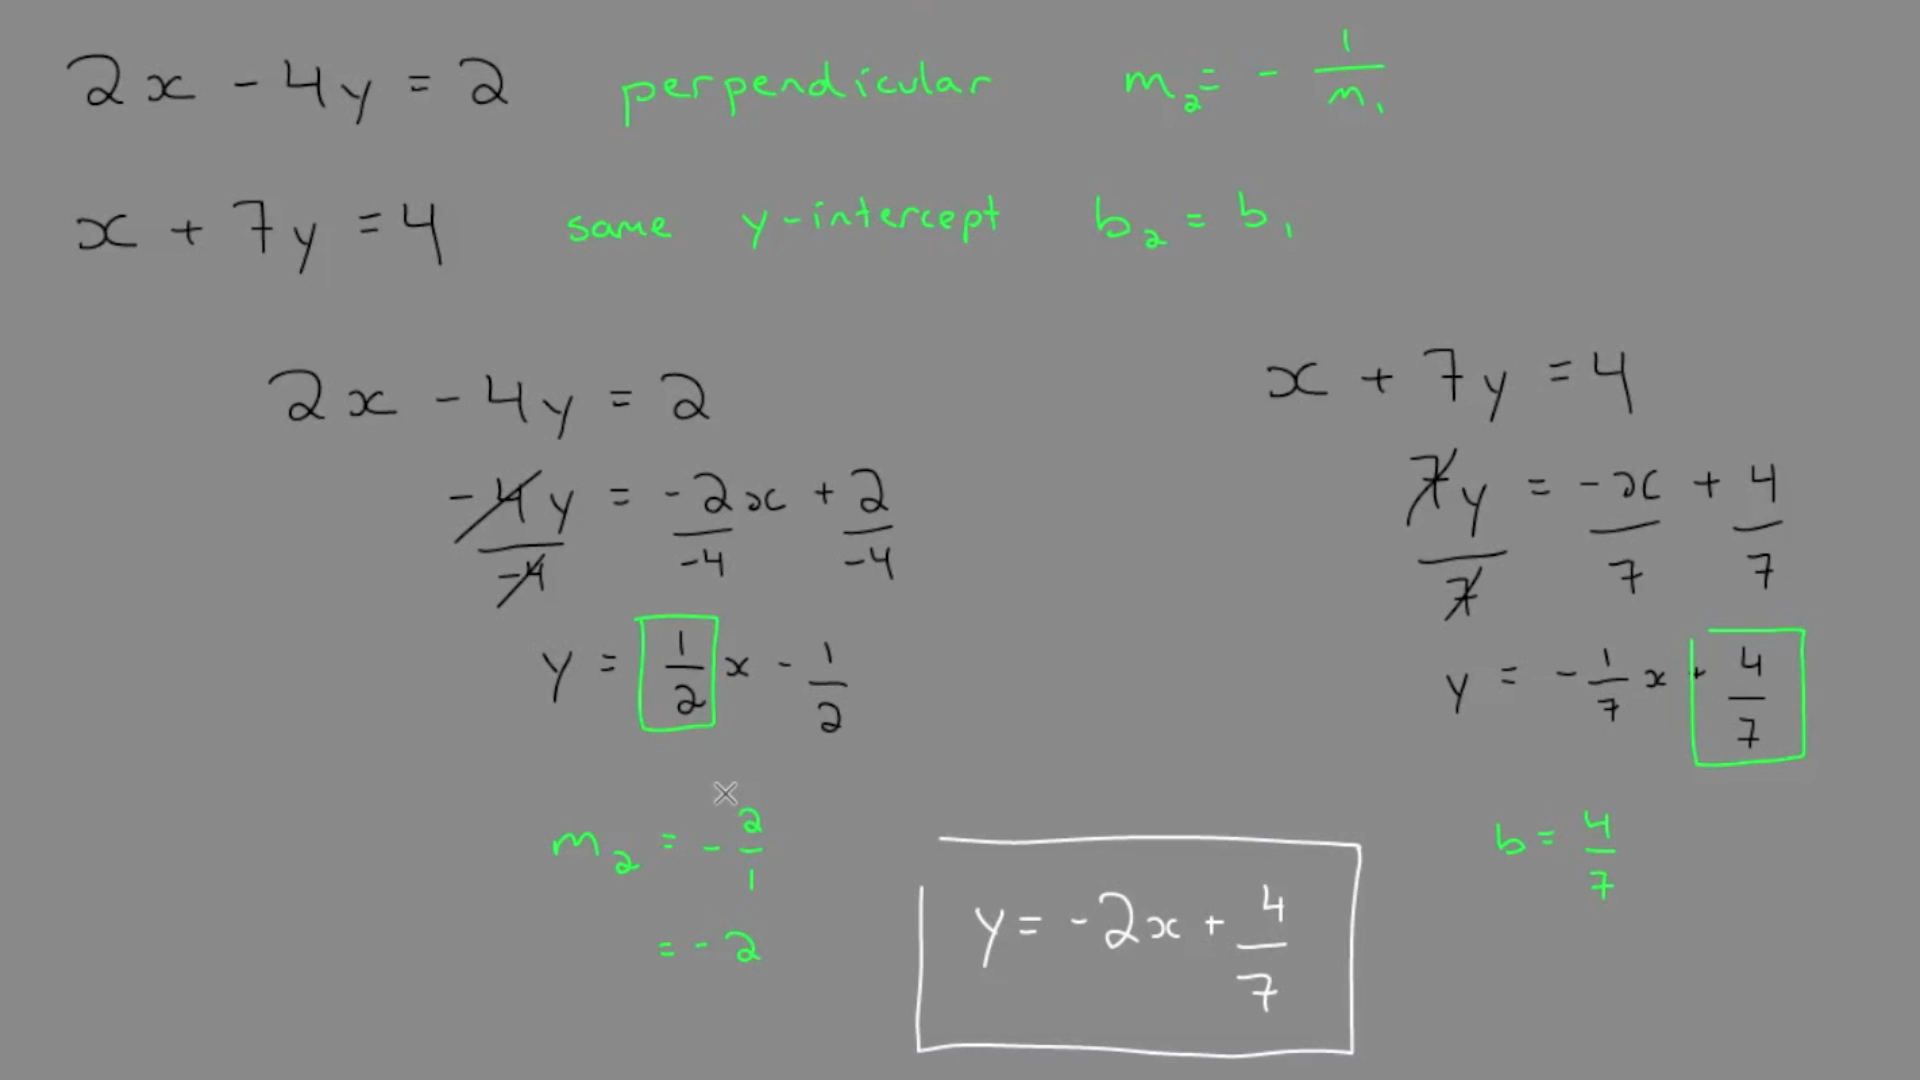 2x - 4y = 2 perpendicular m₂ = - 1/m₁
x + 7y = 4 same y-intercept b₂ = b₁
2x - 4y = 2
-4y/-4 = -2x/-4 + 2/-4
y = 1/2 x - 1/2
m₂ = - 2/1
= - 2
x + 7y = 4
7y/7 = -x/7 + 4/7
y = - 1/7 x + 4/7
b = 4/7
y = -2x + 4/7